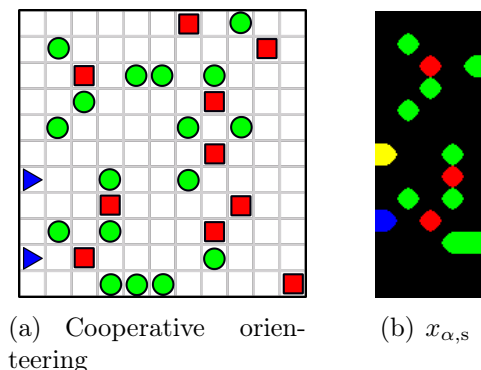 (a) Cooperative orien-
teering
(b) x_{α,s}